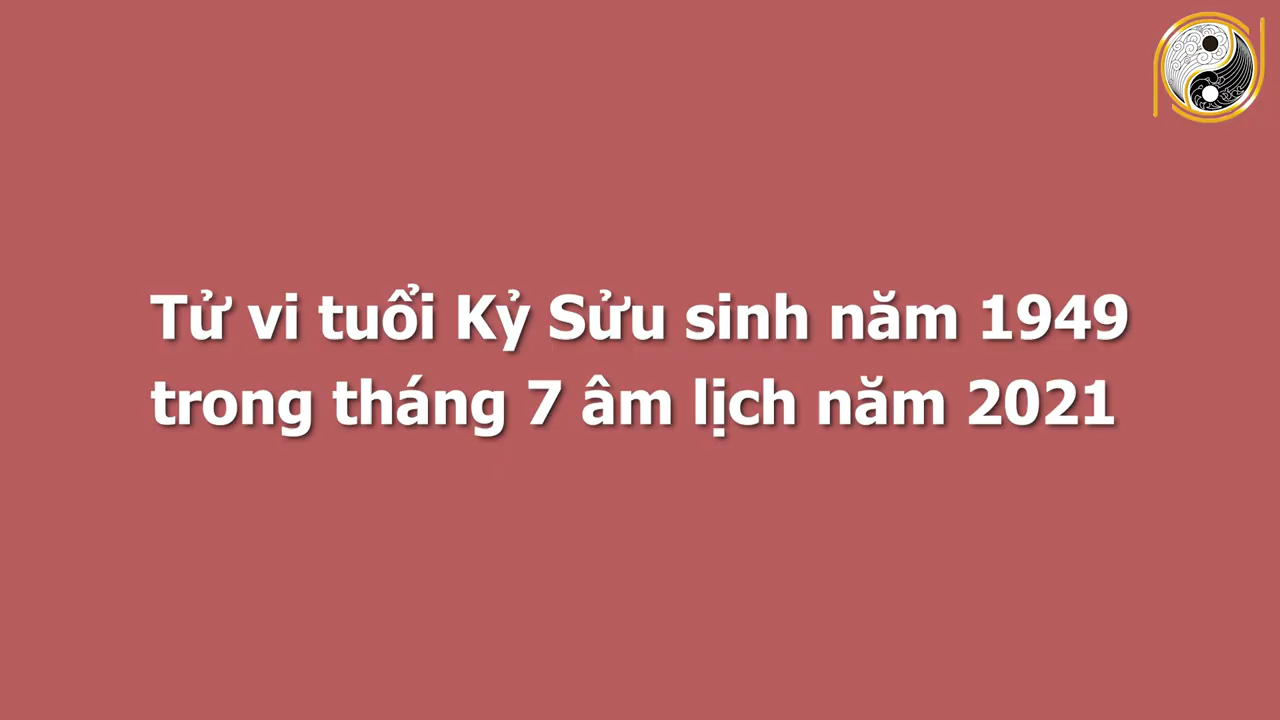 Tử vi tuổi Kỷ Sửu sinh năm 1949
trong tháng 7 âm lịch năm 2021